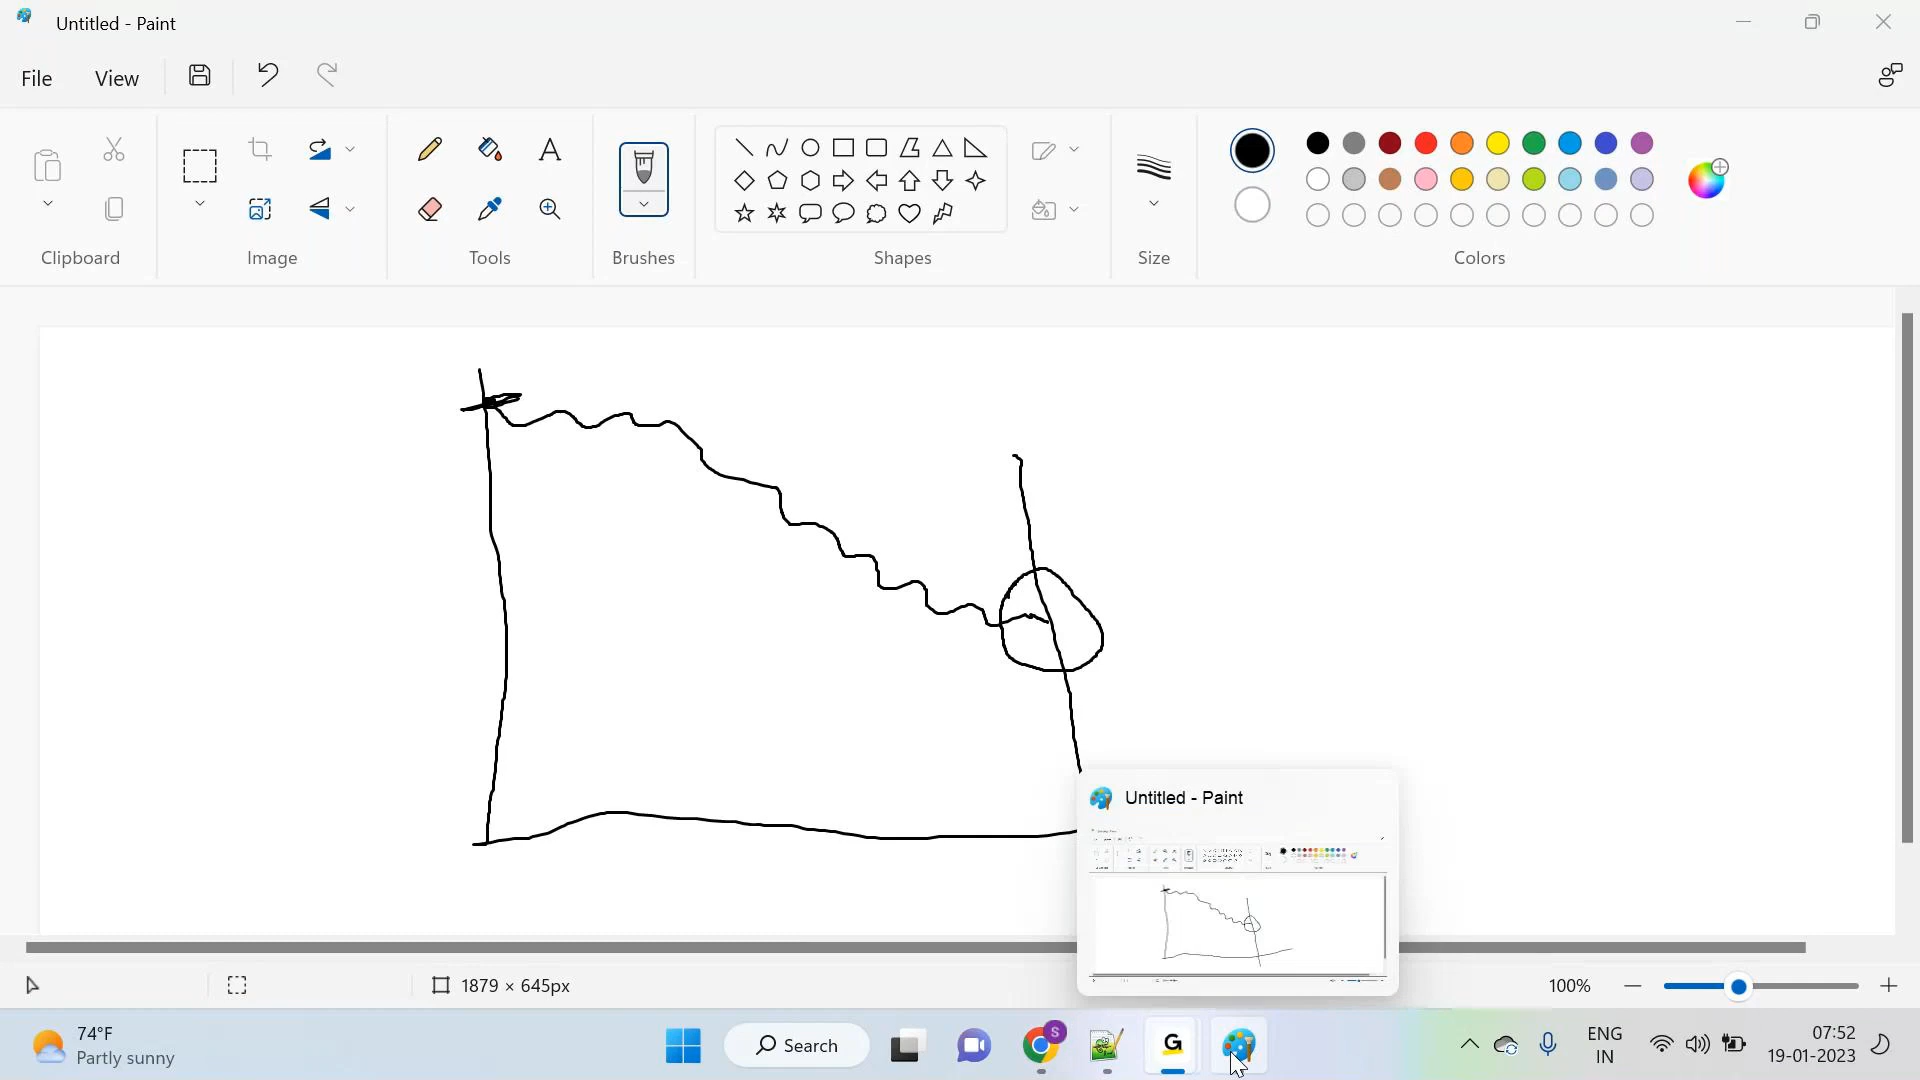 Untitled - Paint
File View
Clipboard
Image
Tools
Brushes
Shapes
Size
Colors
Untitled - Paint
1879 × 645px
100%
74°F
Partly sunny
Search
S
G
ENG
IN
07:52
19-01-2023